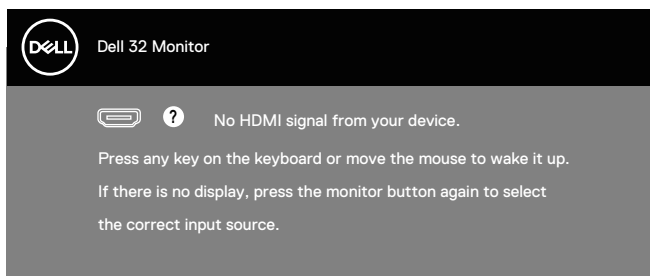 DELL
Dell 32 Monitor
? No HDMI signal from your device.
Press any key on the keyboard or move the mouse to wake it up.
If there is no display, press the monitor button again to select
the correct input source.